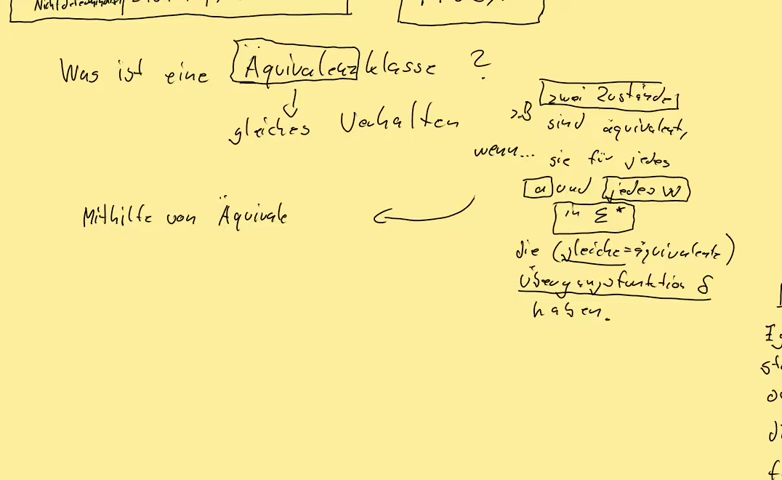 Was ist eine Äquivalenzklasse ?
gleiches Verhalten
zB zwei Zustände
sind äquivalent,
wenn... sie für jedes
a und jedes w
in Σ*
die (gleiche=äquivalente)
Übergangsfunktion δ
haben.
Mithilfe von Äquivale